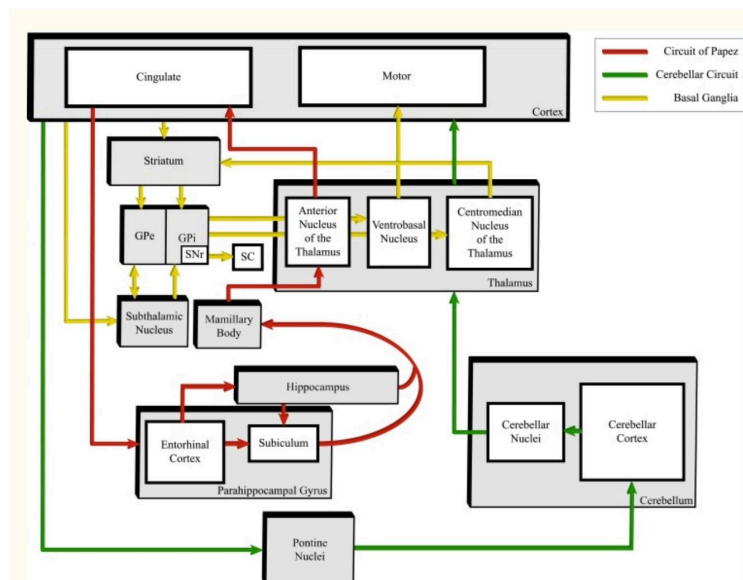 Circuit of Papez
Cerebellar Circuit
Basal Ganglia
Cingulate
Motor
Cortex
Striatum
GPe
GPi
SNr
SC
Anterior
Nucleus
of the
Thalamus
Ventrobasal
Nucleus
Centromedian
Nucleus
of the
Thalamus
Thalamus
Subthalamic
Nucleus
Mamillary
Body
Hippocampus
Entorhinal
Cortex
Subiculum
Parahippocampal Gyrus
Cerebellar
Nuclei
Cerebellar
Cortex
Cerebellum
Pontine
Nuclei